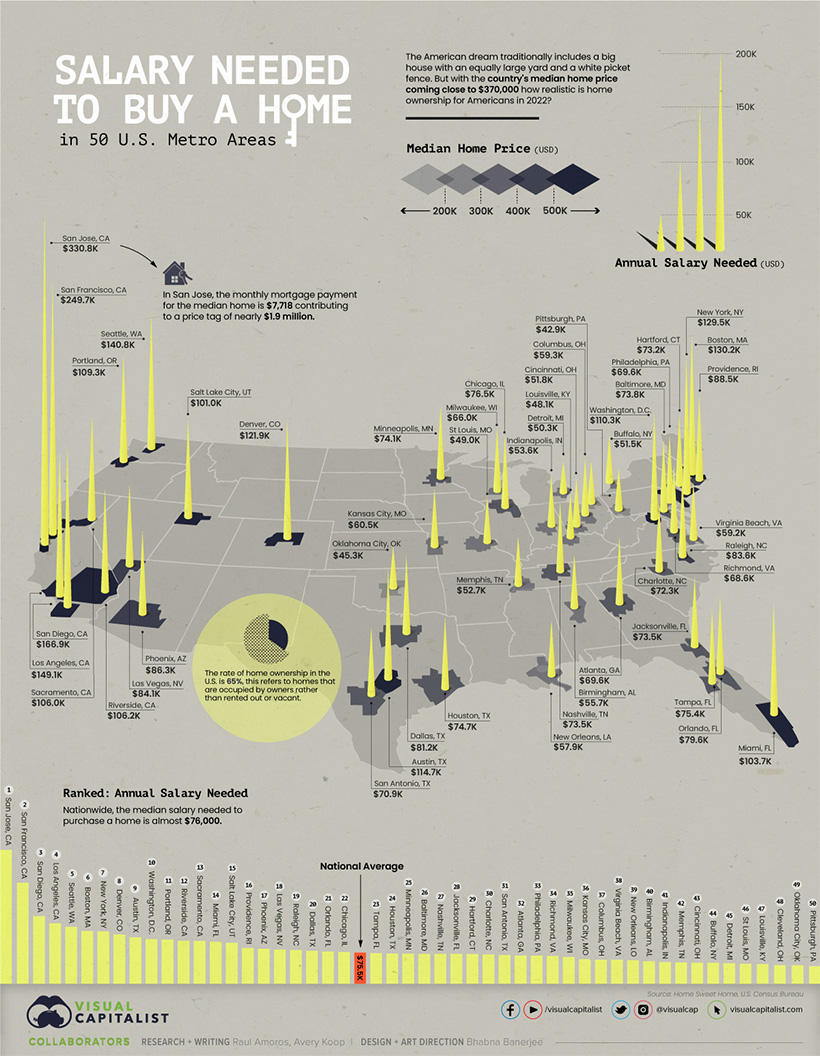 SALARY NEEDED
TO BUY A HOME
in 50 U.S. Metro Areas
The American dream traditionally includes a big
house with an equally large yard and a white picket
fence. But with the country's median home price
coming close to $370,000 how realistic is home
ownership for Americans in 2022?
Median Home Price (USD)
200K 300K 400K 500K
200K
150K
100K
50K
Annual Salary Needed (USD)
San Jose, CA
$330.8K
In San Jose, the monthly mortgage payment
for the median home is $7,718 contributing
to a price tag of nearly $1.9 million.
San Francisco, CA
$249.7K
Seattle, WA
$140.8K
Portland, OR
$109.3K
Salt Lake City, UT
$101.0K
Denver, CO
$121.9K
Minneapolis, MN
$74.1K
Chicago, IL
$76.5K
Milwaukee, WI
$66.0K
St Louis, MO
$49.0K
Pittsburgh, PA
$42.9K
Columbus, OH
$59.3K
Cincinnati, OH
$51.8K
Louisville, KY
$48.1K
Detroit, MI
$50.3K
Indianapolis, IN
$53.6K
New York, NY
$129.5K
Hartford, CT
$73.2K
Boston, MA
$130.2K
Philadelphia, PA
$69.6K
Providence, RI
$88.5K
Baltimore, MD
$73.8K
Washington, D.C.
$110.3K
Buffalo, NY
$51.5K
Kansas City, MO
$60.5K
Oklahoma City, OK
$45.3K
Memphis, TN
$52.7K
Virginia Beach, VA
$59.2K
Raleigh, NC
$83.6K
Richmond, VA
$68.6K
Charlotte, NC
$72.3K
Jacksonville, FL
$73.5K
San Diego, CA
$166.9K
Los Angeles, CA
$149.1K
Sacramento, CA
$106.0K
Phoenix, AZ
$86.3K
Las Vegas, NV
$84.1K
Riverside, CA
$106.2K
The rate of home ownership in the
U.S. is 65%, this refers to homes that
are occupied by owners rather
than rented out or vacant.
Houston, TX
$74.7K
Dallas, TX
$81.2K
Austin, TX
$114.7K
San Antonio, TX
$70.9K
Atlanta, GA
$69.6K
Birmingham, AL
$55.7K
Nashville, TN
$73.5K
New Orleans, LA
$57.9K
Tampa, FL
$75.4K
Orlando, FL
$79.6K
Miami, FL
$103.7K
Ranked: Annual Salary Needed
Nationwide, the median salary needed to
purchase a home is almost $76,000.
National Average
$75.5K
1 San Jose, CA
2 San Francisco, CA
3 San Diego, CA
4 Los Angeles, CA
5 Seattle, WA
6 Boston, MA
7 New York, NY
8 Denver, CO
9 Austin, TX
10 Washington, D.C.
11 Portland, OR
12 Riverside, CA
13 Sacramento, CA
14 Miami, FL
15 Salt Lake City, UT
16 Providence, RI
17 Phoenix, AZ
18 Las Vegas, NV
19 Raleigh, NC
20 Dallas, TX
21 Orlando, FL
22 Chicago, IL
23 Tampa, FL
24 Houston, TX
25 Minneapolis, MN
26 Baltimore, MD
27 Nashville, TN
28 Jacksonville, FL
29 Hartford, CT
30 Charlotte, NC
31 San Antonio, TX
32 Atlanta, GA
33 Philadelphia, PA
34 Richmond, VA
35 Milwaukee, WI
36 Kansas City, MO
37 Columbus, OH
38 Virginia Beach, VA
39 New Orleans, LO
40 Birmingham, AL
41 Indianapolis, IN
42 Memphis, TN
43 Cincinnati, OH
44 Buffalo, NY
45 Detroit, MI
46 St Louis, MO
47 Louisville, KY
48 Cleveland, OH
49 Oklahoma City, OK
50 Pittsburgh, PA
Source: Home Sweet Home, U.S. Census Bureau
VISUAL
CAPITALIST
/visualcapitalist @visualcap visualcapitalist.com
COLLABORATORS RESEARCH + WRITING Raul Amoros, Avery Koop | DESIGN + ART DIRECTION Bhabna Banerjee